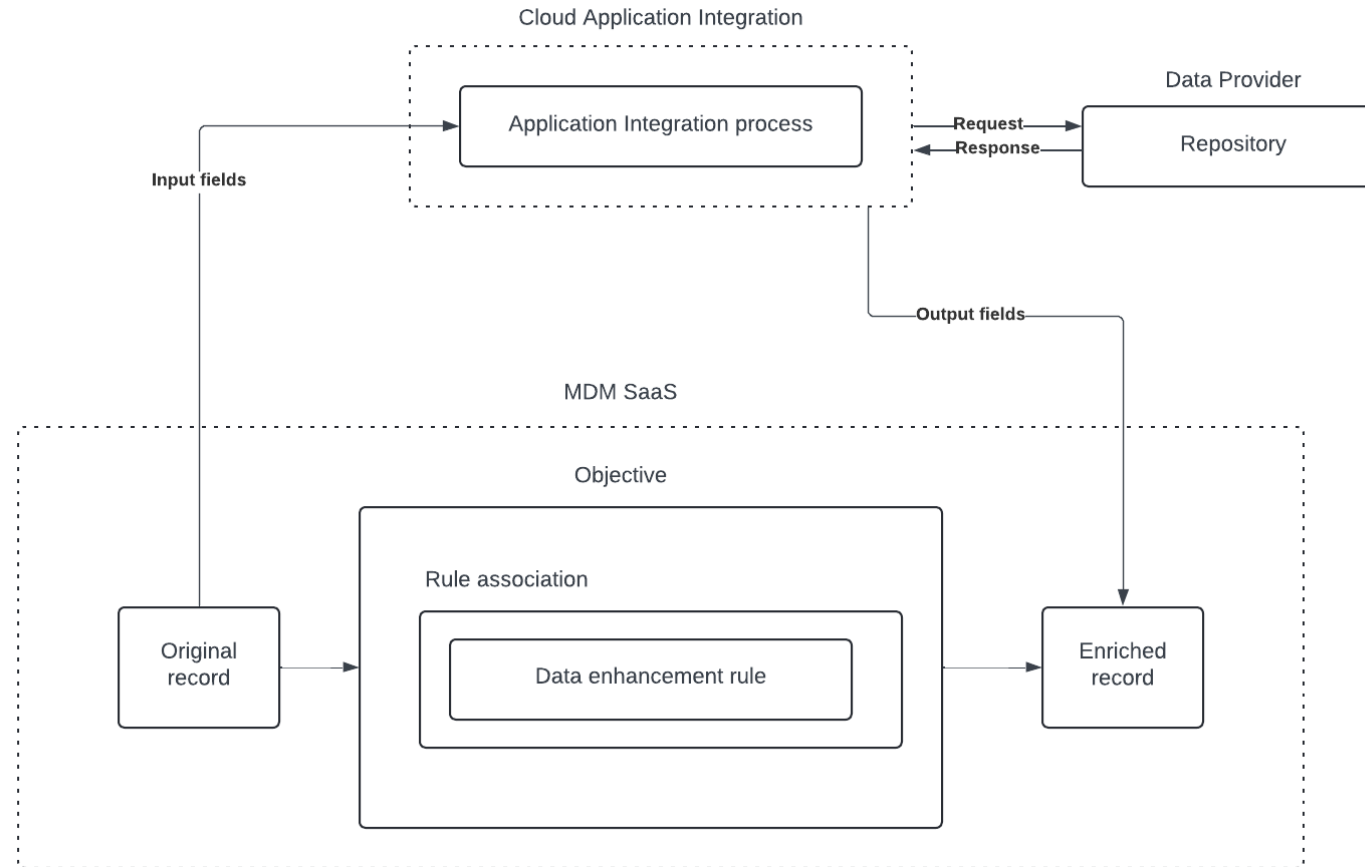 Cloud Application Integration
Data Provider
Application Integration process
Request
Response
Repository
Input fields
Output fields
MDM SaaS
Objective
Rule association
Original
record
Data enhancement rule
Enriched
record